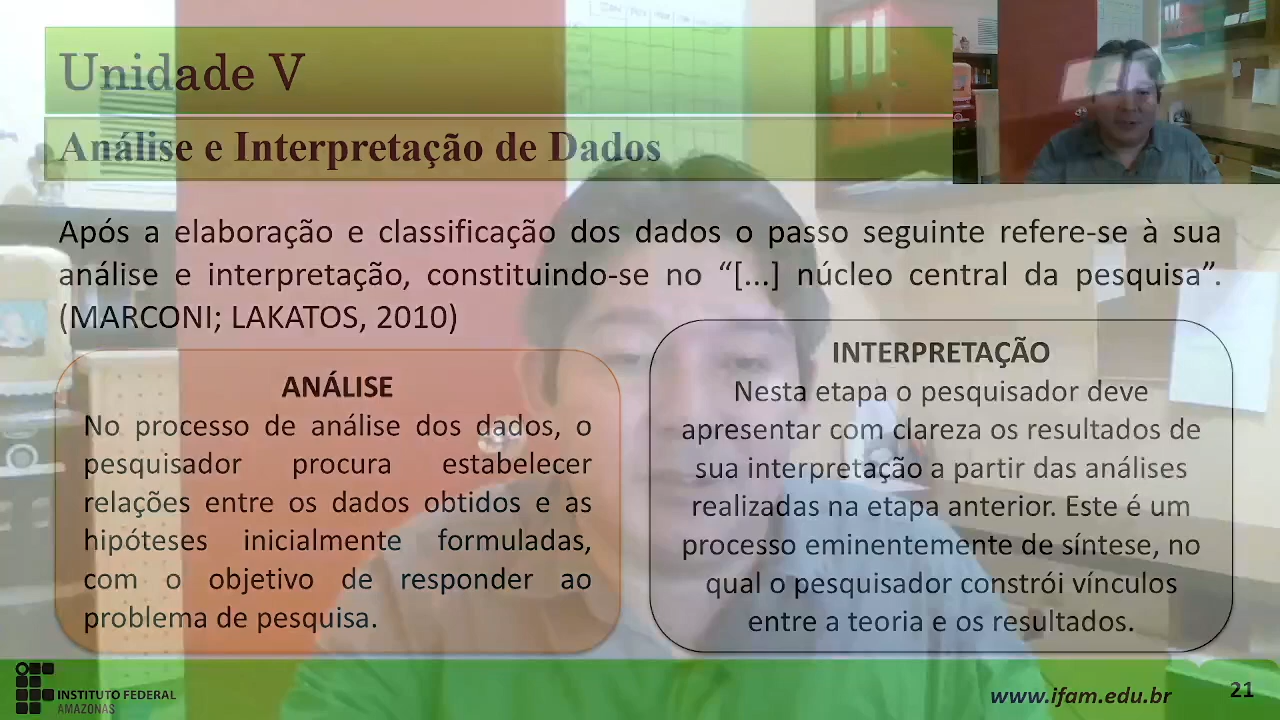 Unidade V
Análise e Interpretação de Dados
Após a elaboração e classificação dos dados o passo seguinte refere-se à sua
análise e interpretação, constituindo-se no “[...] núcleo central da pesquisa”.
(MARCONI; LAKATOS, 2010)
ANÁLISE
No processo de análise dos dados, o
pesquisador procura estabelecer
relações entre os dados obtidos e as
hipóteses inicialmente formuladas,
com o objetivo de responder ao
problema de pesquisa.
INTERPRETAÇÃO
Nesta etapa o pesquisador deve
apresentar com clareza os resultados de
sua interpretação a partir das análises
realizadas na etapa anterior. Este é um
processo eminentemente de síntese, no
qual o pesquisador constrói vínculos
entre a teoria e os resultados.
INSTITUTO FEDERAL
AMAZONAS
www.ifam.edu.br
21